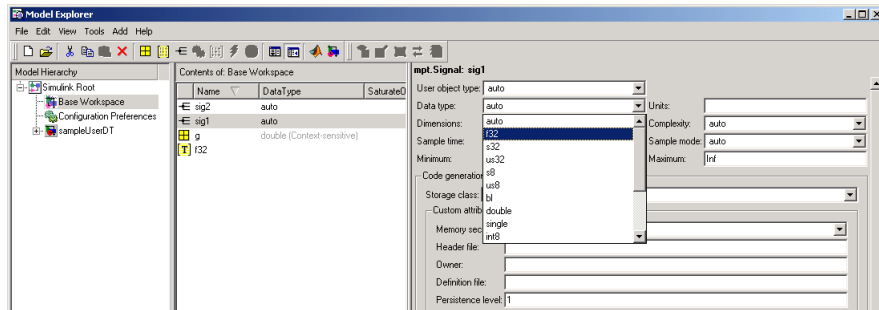 Model Explorer
File Edit View Tools Add Help
Model Hierarchy
Simulink Root
Base Workspace
Configuration Preferences
sampleUserDT
Contents of: Base Workspace
Name DataType SaturateO
sig2 auto
sig1 auto
g double (Context-sensitive)
[T] f32
mpt.Signal: sig1
User object type: auto
Data type: auto Units:
Dimensions: auto Complexity: auto
f32
Sample time: s32 Sample mode: auto
us32
Minimum: Maximum: Inf
s8
Code generation
us8
Storage class:
bl
Custom attrib double
single
Memory sec int8
Header file:
Owner:
Definition file:
Persistence level: 1